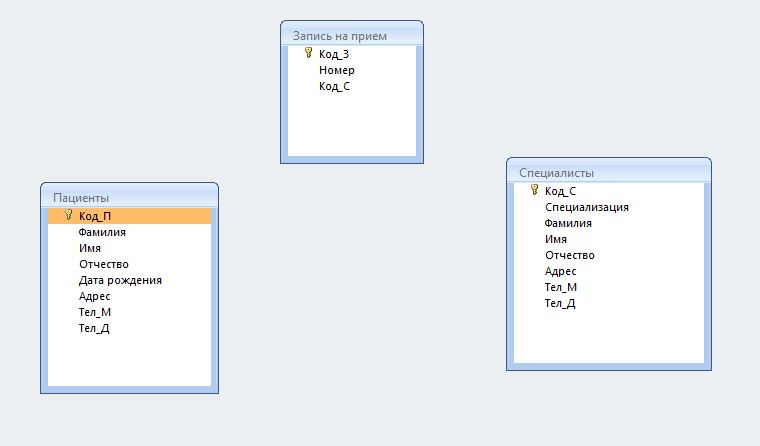 Запись на прием
Код_З
Номер
Код_С
Пациенты
Код_П
Фамилия
Имя
Отчество
Дата рождения
Адрес
Тел_М
Тел_Д
Специалисты
Код_С
Специализация
Фамилия
Имя
Отчество
Адрес
Тел_М
Тел_Д